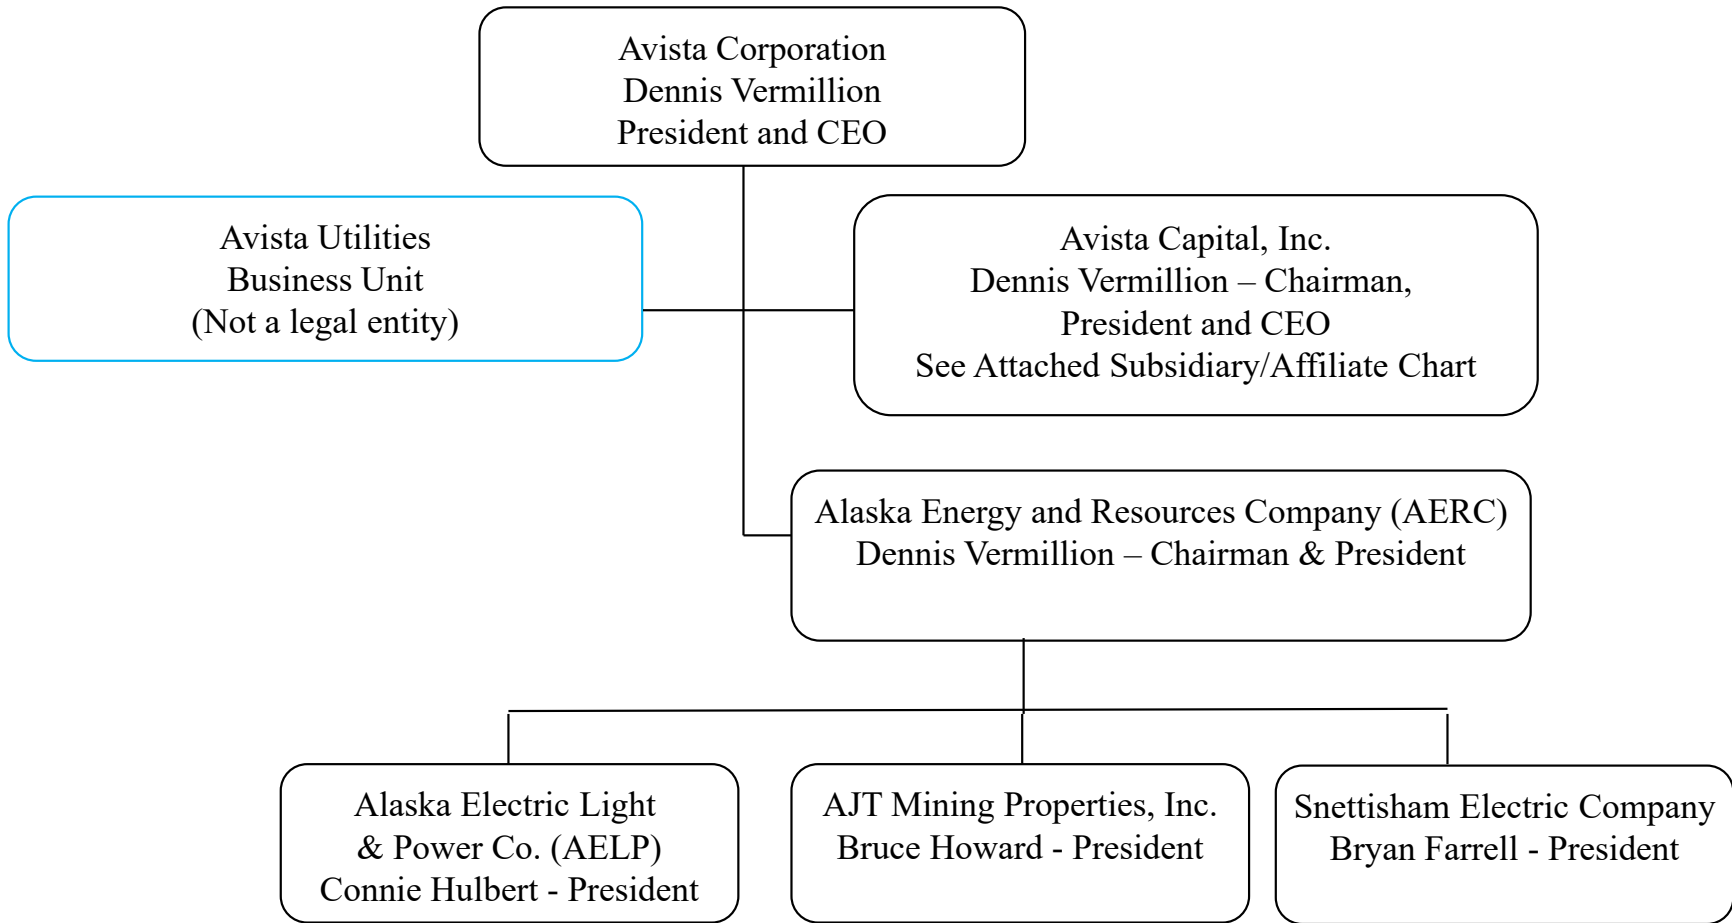 Avista Corporation
Dennis Vermillion
President and CEO
Avista Utilities
Business Unit
(Not a legal entity)
Avista Capital, Inc.
Dennis Vermillion – Chairman,
President and CEO
See Attached Subsidiary/Affiliate Chart
Alaska Energy and Resources Company (AERC)
Dennis Vermillion – Chairman & President
Alaska Electric Light
& Power Co. (AELP)
Connie Hulbert - President
AJT Mining Properties, Inc.
Bruce Howard - President
Snettisham Electric Company
Bryan Farrell - President